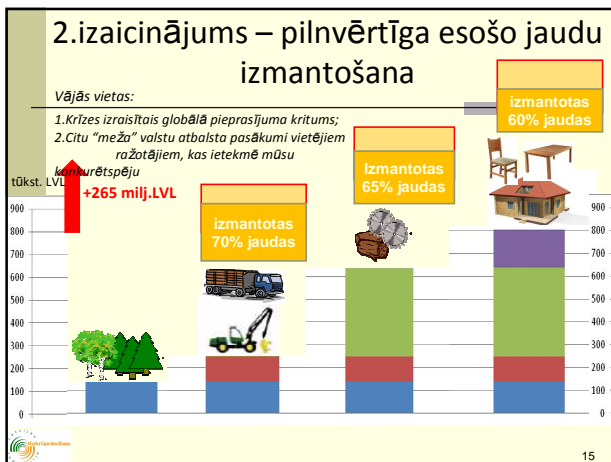 2.izaicinājums – pilnvērtīga esošo jaudu
izmantošana
Vājās vietas:
1.Krīzes izraisītais globālā pieprasījuma kritums;
2.Citu “meža” valstu atbalsta pasākumi vietējiem
ražotājiem, kas ietekmē mūsu
konkurētspēju
tūkst. LVL
+265 milj.LVL
izmantotas
70% jaudas
Izmantotas
65% jaudas
izmantotas
60% jaudas
900
800
700
600
500
400
300
200
100
0
900
800
700
600
500
400
300
200
100
0
15